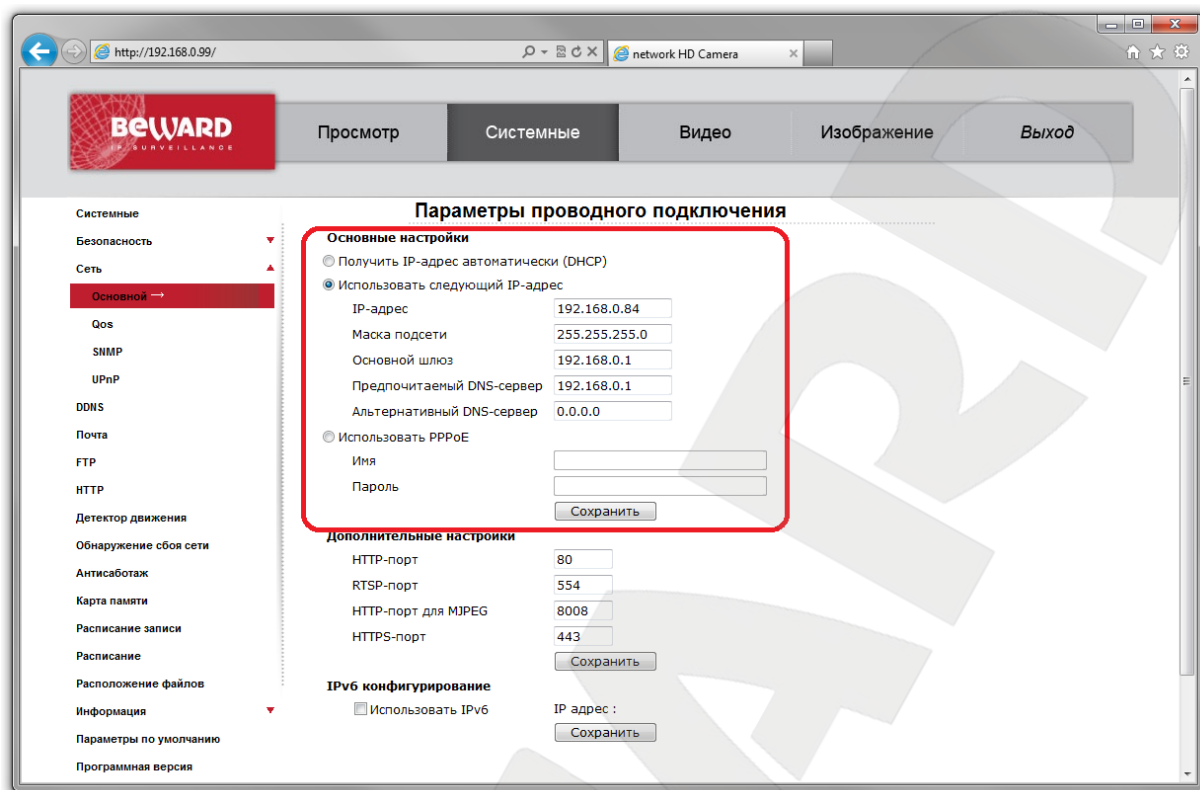 http://192.168.0.99/
network HD Camera
BEWARD
IP SURVEILLANCE
Просмотр
Системные
Видео
Изображение
Выход
Системные
Безопасность
Сеть
Основной →
Qos
SNMP
UPnP
DDNS
Почта
FTP
HTTP
Детектор движения
Обнаружение сбоя сети
Антисаботаж
Карта памяти
Расписание записи
Расписание
Расположение файлов
Информация
Параметры по умолчанию
Программная версия
Параметры проводного подключения
Основные настройки
Получить IP-адрес автоматически (DHCP)
Использовать следующий IP-адрес
IP-адрес 192.168.0.84
Маска подсети 255.255.255.0
Основной шлюз 192.168.0.1
Предпочитаемый DNS-сервер 192.168.0.1
Альтернативный DNS-сервер 0.0.0.0
Использовать PPPoE
Имя
Пароль
Сохранить
Дополнительные настройки
HTTP-порт 80
RTSP-порт 554
HTTP-порт для MJPEG 8008
HTTPS-порт 443
Сохранить
IPv6 конфигурирование
Использовать IPv6 IP адрес :
Сохранить